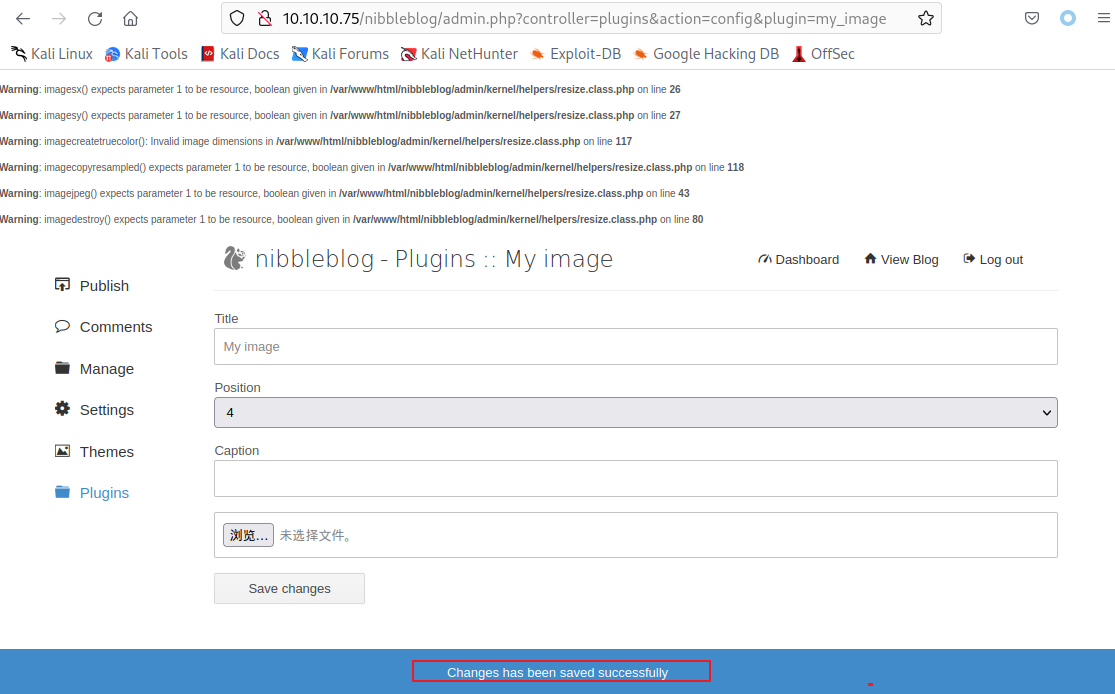 10.10.10.75/nibbleblog/admin.php?controller=plugins&action=config&plugin=my_image
Kali Linux Kali Tools Kali Docs Kali Forums Kali NetHunter Exploit-DB Google Hacking DB OffSec
Warning: imagesx() expects parameter 1 to be resource, boolean given in /var/www/html/nibbleblog/admin/kernel/helpers/resize.class.php on line 26
Warning: imagesy() expects parameter 1 to be resource, boolean given in /var/www/html/nibbleblog/admin/kernel/helpers/resize.class.php on line 27
Warning: imagecreatetruecolor(): Invalid image dimensions in /var/www/html/nibbleblog/admin/kernel/helpers/resize.class.php on line 117
Warning: imagecopyresampled() expects parameter 1 to be resource, boolean given in /var/www/html/nibbleblog/admin/kernel/helpers/resize.class.php on line 118
Warning: imagejpeg() expects parameter 1 to be resource, boolean given in /var/www/html/nibbleblog/admin/kernel/helpers/resize.class.php on line 43
Warning: imagedestroy() expects parameter 1 to be resource, boolean given in /var/www/html/nibbleblog/admin/kernel/helpers/resize.class.php on line 80
nibbleblog - Plugins :: My image
Dashboard View Blog Log out
Publish
Comments
Manage
Settings
Themes
Plugins
Title
My image
Position
4
Caption
浏览... 未选择文件。
Save changes
Changes has been saved successfully